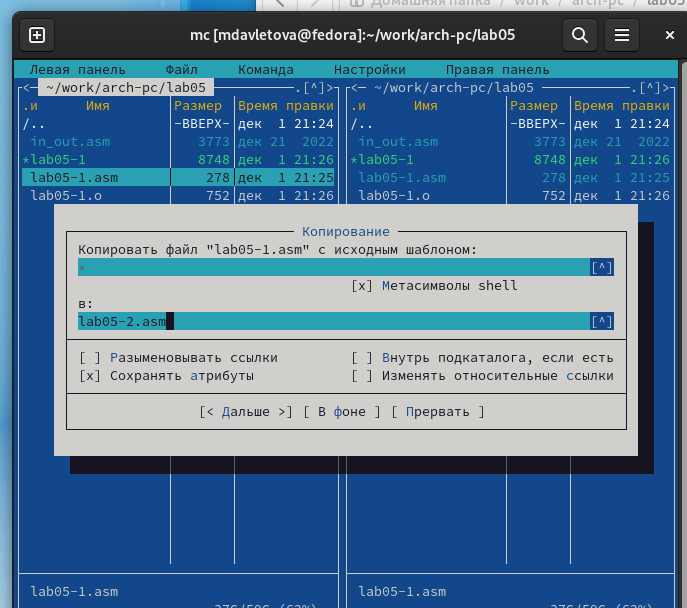 Домашняя папка / work / arch-pc / lab05
mc [mdavletova@fedora]:~/work/arch-pc/lab05
Левая панель Файл Команда Настройки Правая панель
<— ~/work/arch-pc/lab05 .[^]> <— ~/work/arch-pc/lab05 .[^]>
.и Имя Размер Время правки .и Имя Размер Время правки
/.. -ВВЕРХ- дек 1 21:24 /.. -ВВЕРХ- дек 1 21:24
in_out.asm 3773 дек 21 2022 in_out.asm 3773 дек 21 2022
*lab05-1 8748 дек 1 21:26 *lab05-1 8748 дек 1 21:26
lab05-1.asm 278 дек 1 21:25 lab05-1.asm 278 дек 1 21:25
lab05-1.o 752 дек 1 21:26 lab05-1.o 752 дек 1 21:26
Копирование
Копировать файл "lab05-1.asm" с исходным шаблоном:
* [^]
[x] Метасимволы shell
в:
lab05-2.asm [^]
[ ] Разыменовывать ссылки [ ] Внутрь подкаталога, если есть
[x] Сохранять атрибуты [ ] Изменять относительные ссылки
[< Дальше >] [ В фоне ] [ Прервать ]
lab05-1.asm lab05-1.asm